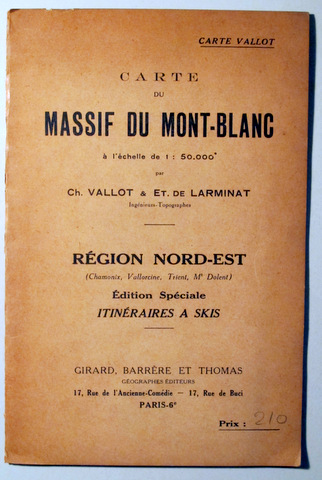 CARTE VALLOT
CARTE
DU
MASSIF DU MONT-BLANC
à l'échelle de 1 : 50.000e
par
CH. VALLOT & ET. DE LARMINAT
Ingénieurs-Topographes
RÉGION NORD-EST
(Chamonix, Vallorcine, Trient, Mt Dolent)
Édition Spéciale
ITINÉRAIRES A SKIS
GIRARD, BARRÈRE ET THOMAS
GÉOGRAPHES ÉDITEURS
17, Rue de l'Ancienne-Comédie — 17, Rue de Buci
PARIS-6e
Prix : 210